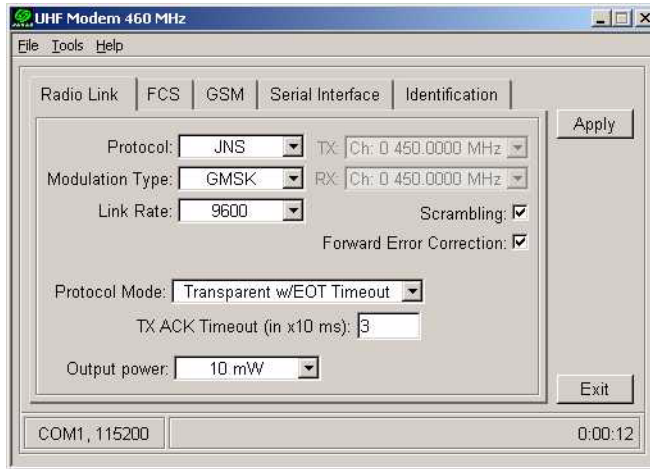 UHF Modem 460 MHz
File Tools Help
Radio Link FCS GSM Serial Interface Identification
Apply
Protocol: JNS TX: Ch: 0 450.0000 MHz
Modulation Type: GMSK RX: Ch: 0 450.0000 MHz
Link Rate: 9600 Scrambling:
Forward Error Correction:
Protocol Mode: Transparent w/EOT Timeout
TX ACK Timeout (in x10 ms): 3
Output power: 10 mW
Exit
COM1, 115200 0:00:12